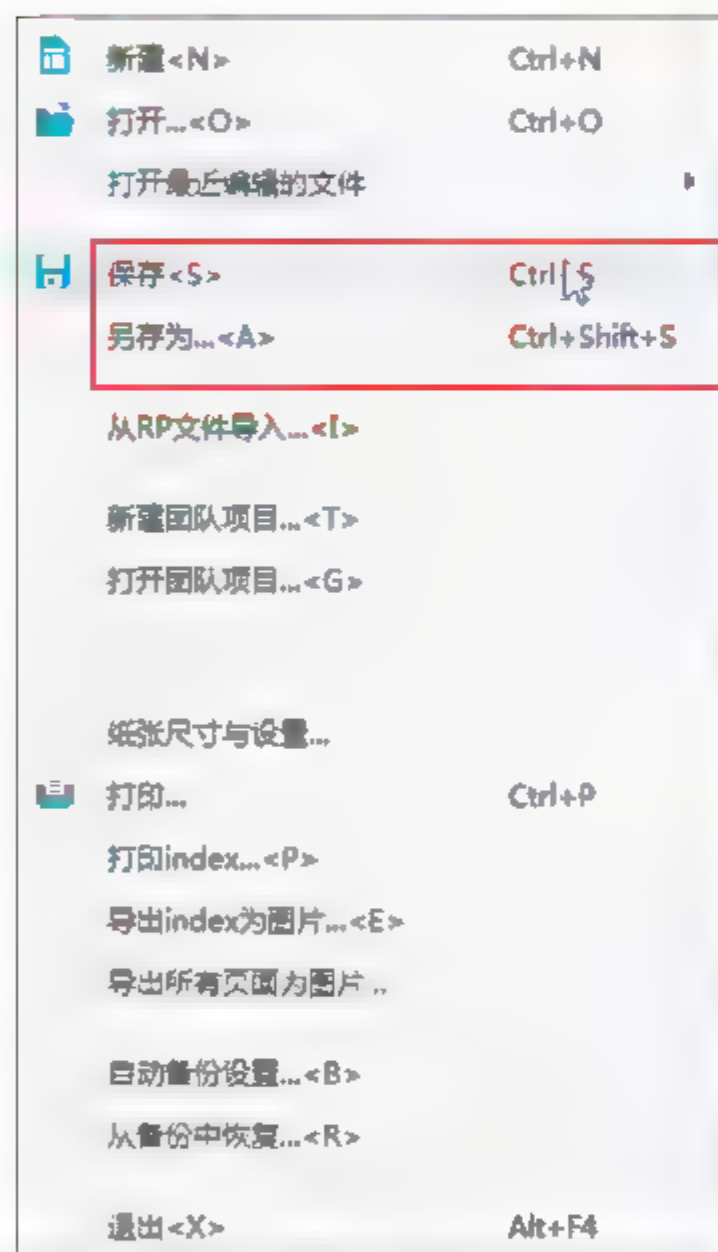 新建<N> Ctrl+N
打开...<O> Ctrl+O
打开最近编辑的文件
保存<S> Ctrl+S
另存为...<A> Ctrl+Shift+S
从RP文件导入...<I>
新建团队项目...<T>
打开团队项目...<G>
纸张尺寸与设置...
打印... Ctrl+P
打印index...<P>
导出index为图片...<E>
导出所有页面为图片...
自动备份设置...<B>
从备份中恢复...<R>
退出<X> Alt+F4